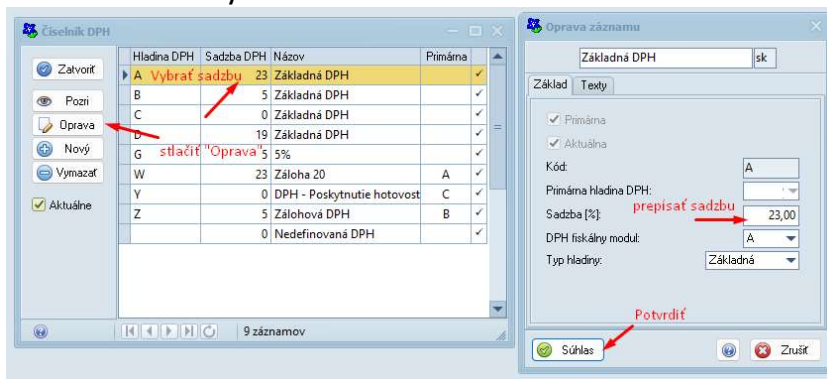 Číselník DPH
Zatvoriť
Pozri
Oprava
Nový
Vymazať
Aktuálne
Hladina DPH Sadzba DPH Názov Primárna
A Vybrať sadzbu 23 Základná DPH ✓
B 5 Základná DPH ✓
C 0 Základná DPH ✓
D 19 Základná DPH ✓
stlačiť "Oprava"
G 5 5% ✓
W 23 Záloha 20 A ✓
Y 0 DPH - Poskytnutie hotovost C ✓
Z 5 Zálohová DPH B ✓
0 Nedefinovaná DPH ✓
9 záznamov
Oprava záznamu
Základná DPH sk
Základ Texty
Primárna
Aktuálna
Kód: A
Primárna hladina DPH:
prepísať sadzbu
Sadzba [%]: 23,00
DPH fiskálny modul: A
Typ hladiny: Základná
Potvrdiť
Súhlas Zrušiť